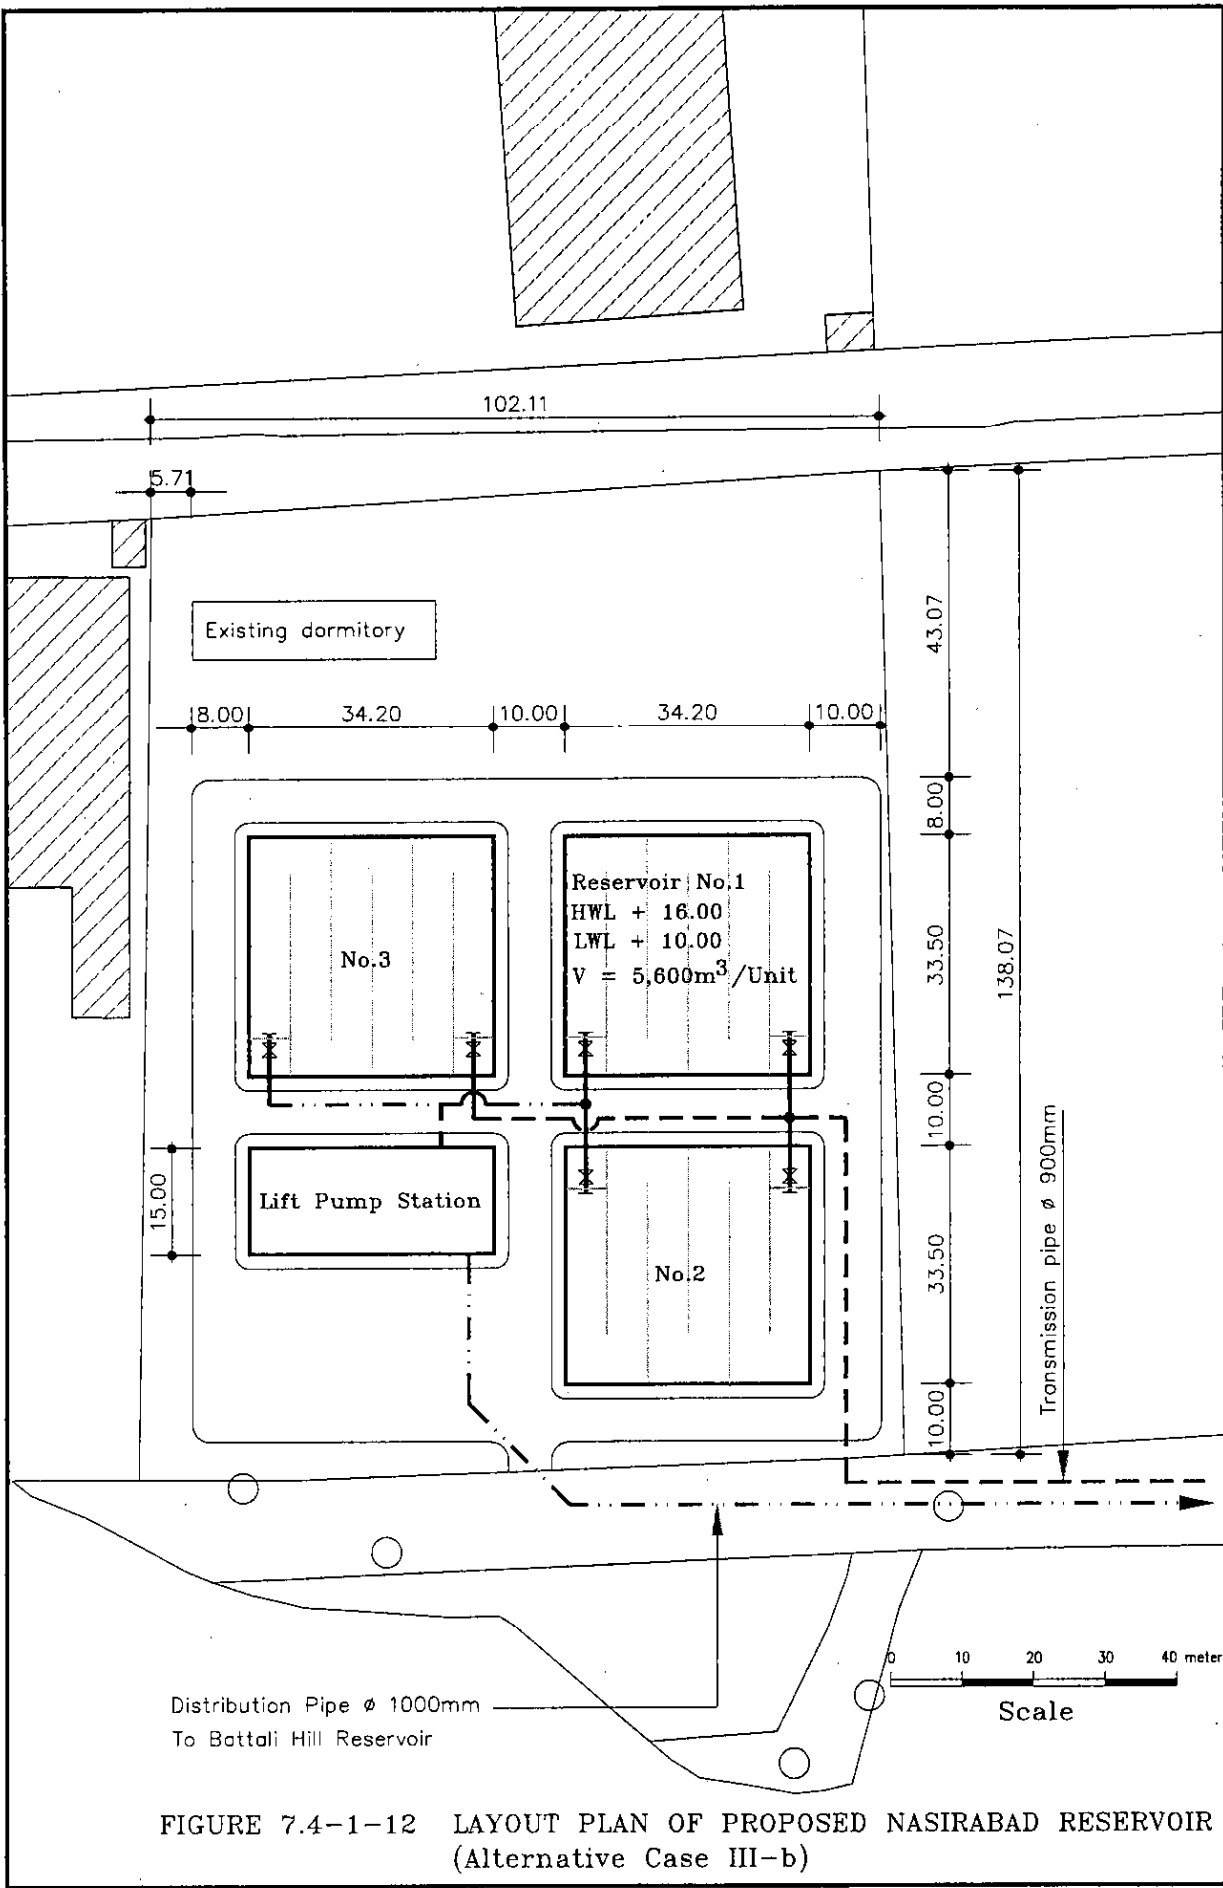 102.11
5.71
Existing dormitory
43.07
8.00
34.20
10.00
34.20
10.00
8.00
Reservoir No.1
HWL + 16.00
LWL + 10.00
V = 5,600m³/Unit
No.3
33.50
138.07
10.00
Transmission pipe ø 900mm
15.00
Lift Pump Station
No.2
33.50
10.00
0 10 20 30 40 meter
Scale
Distribution Pipe ø 1000mm
To Battali Hill Reservoir
FIGURE 7.4-1-12 LAYOUT PLAN OF PROPOSED NASIRABAD RESERVOIR
(Alternative Case III-b)